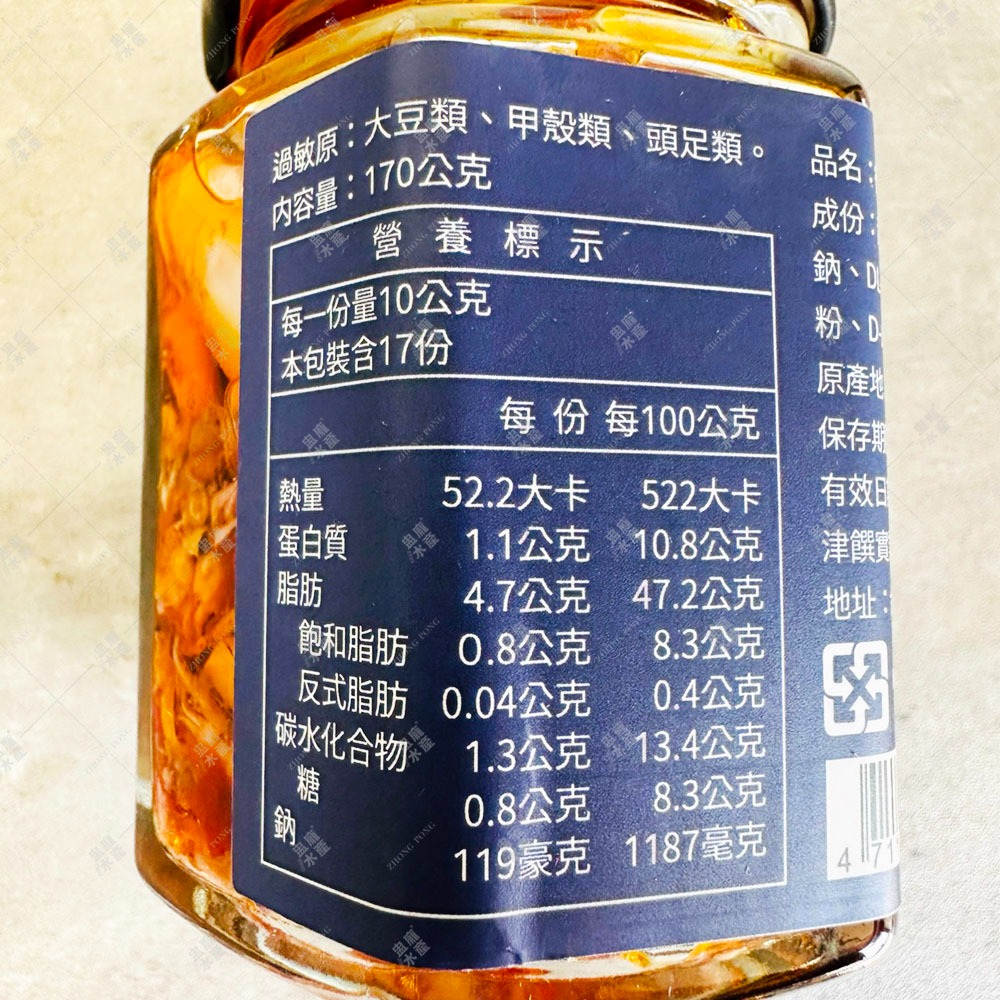 過敏原：大豆類、甲殼類、頭足類。
內容量：170公克
營養標示
每一份量10公克
本包裝含17份
每份 每100公克
熱量 52.2大卡 522大卡
蛋白質 1.1公克 10.8公克
脂肪 4.7公克 47.2公克
飽和脂肪 0.8公克 8.3公克
反式脂肪 0.04公克 0.4公克
碳水化合物 1.3公克 13.4公克
糖 0.8公克 8.3公克
鈉 119豪克 1187毫克
品名：
成份：
鈉、
粉、D-
原產地
保存期
有效日
津饌實
地址：
4 71
ZHONG PONG